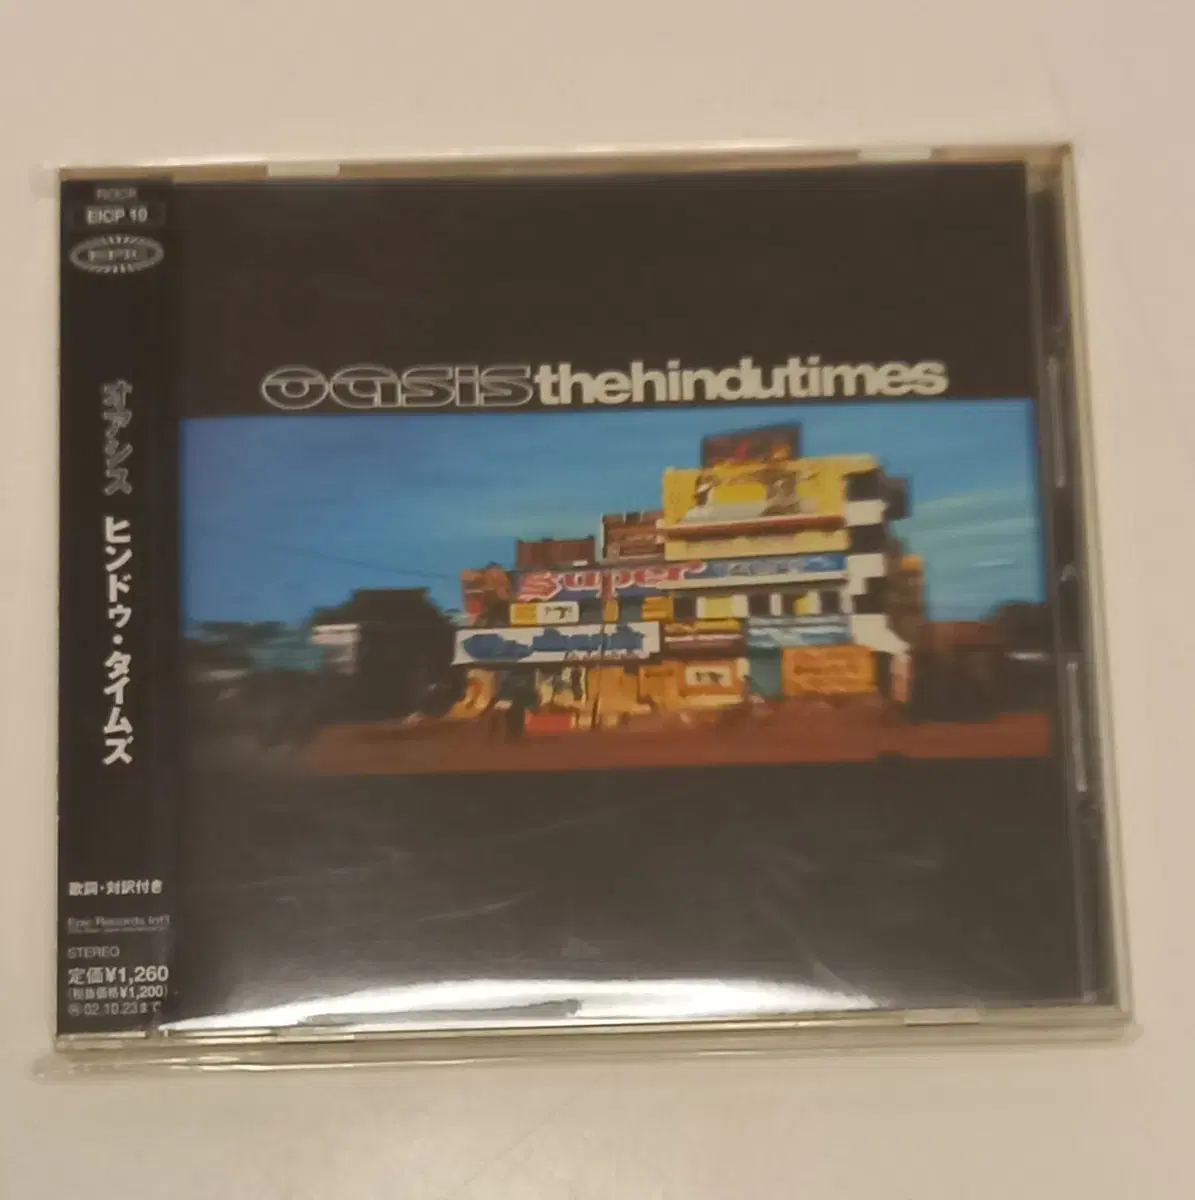 ROCK
EICP 10
EPIC
オアシス ヒンドゥ・タイムズ
歌詞・対訳付き
Epic Records Int'l
STEREO
定価¥1,260
(税抜価格¥1,200)
02.10.23まで
oasis thehindutimes
super